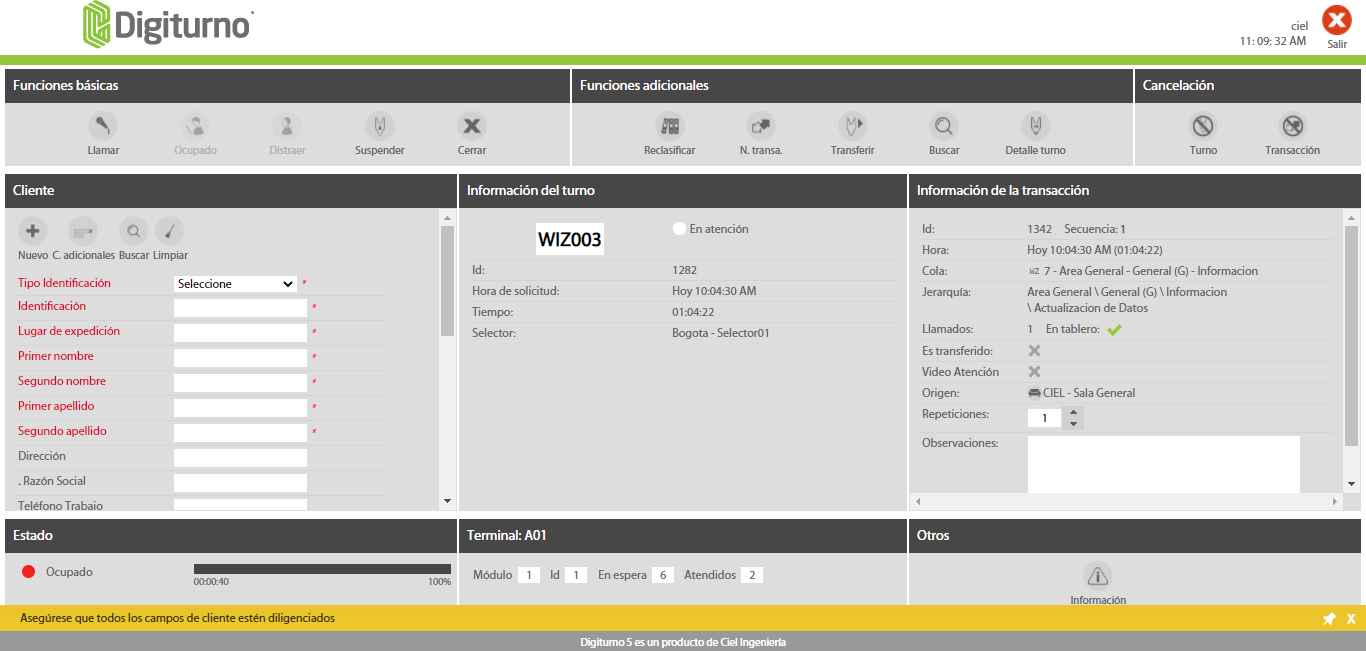 Digiturno
ciel
11: 09: 32 AM
Salir
Funciones básicas
Funciones adicionales
Cancelación
Llamar
Ocupado
Distraer
Suspender
Cerrar
Reclasificar
N. transa.
Transferir
Buscar
Detalle turno
Turno
Transacción
Cliente
Nuevo
C. adicionales
Buscar
Limpiar
Tipo Identificación Seleccione *
Identificación *
Lugar de expedición *
Primer nombre *
Segundo nombre *
Primer apellido *
Segundo apellido *
Dirección
. Razón Social
Teléfono Trabajo
Información del turno
WIZ003
En atención
Id: 1282
Hora de solicitud: Hoy 10:04:30 AM
Tiempo: 01:04:22
Selector: Bogota - Selector01
Información de la transacción
Id: 1342 Secuencia: 1
Hora: Hoy 10:04:30 AM (01:04:22)
Cola: WZ 7 - Area General - General (G) - Informacion
Jerarquía: Area General \ General (G) \ Informacion
\ Actualizacion de Datos
Llamados: 1 En tablero:
Es transferido:
Video Atención
Origen: CIEL - Sala General
Repeticiones: 1
Observaciones:
Estado
Ocupado
00:00:40 100%
Terminal: A01
Módulo 1 Id 1 En espera 6 Atendidos 2
Otros
Información
Asegúrese que todos los campos de cliente estén diligenciados
X
Digiturno 5 es un producto de Ciel Ingeniería